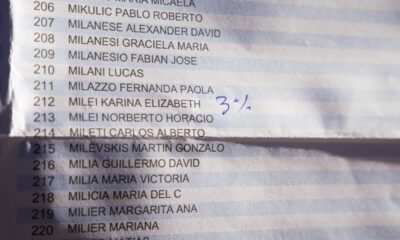 MARIA MICAELA
206 MIKULIC PABLO ROBERTO
207 MILANESE ALEXANDER DAVID
208 MILANESI GRACIELA MARIA
209 MILANESIO FABIAN JOSE
210 MILANI LUCAS
211 MILAZZO FERNANDA PAOLA
212 MILEI KARINA ELIZABETH 3%
213 MILEI NORBERTO HORACIO
214 MILETI CARLOS ALBERTO
215 MILEVSKIS MARTIN GONZALO
216 MILIA GUILLERMO DAVID
217 MILIA MARIA VICTORIA
218 MILICIA MARIA DEL C
219 MILIER MARGARITA ANA
220 MILIER MARIANA